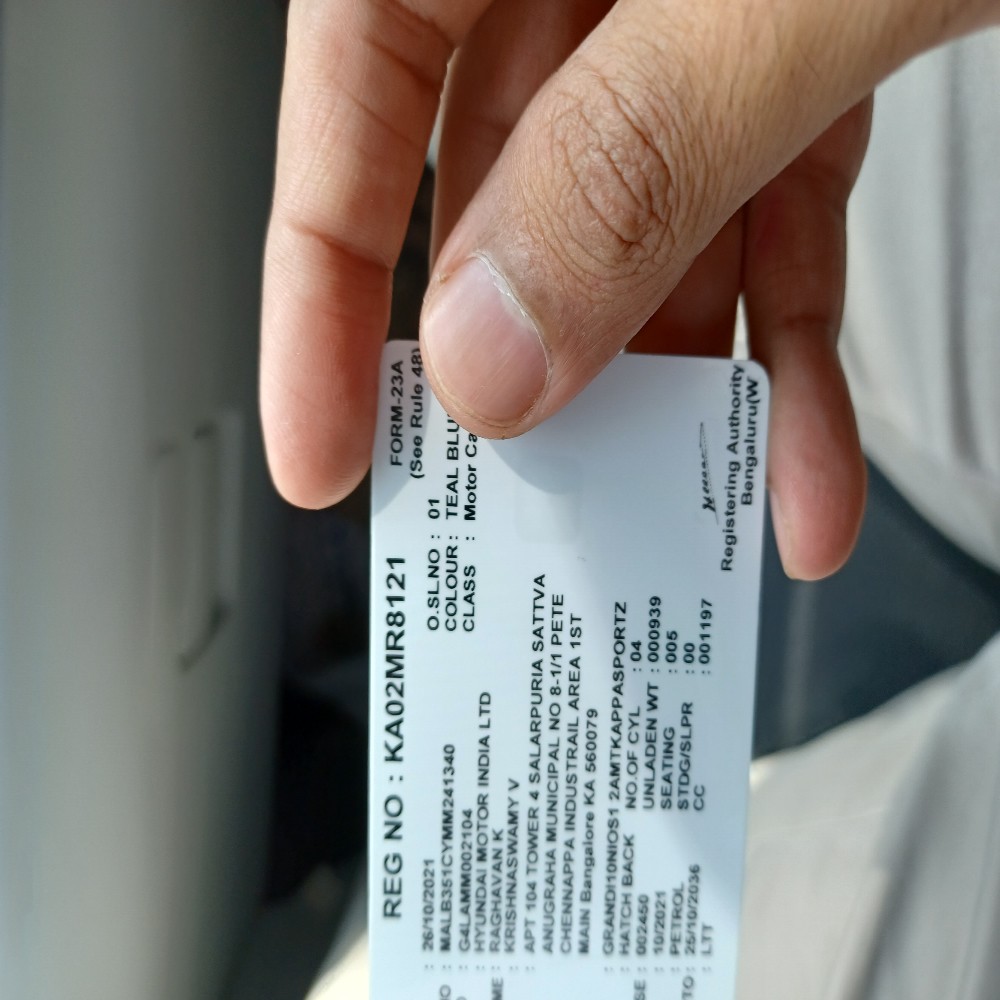 FORM-23A
(See Rule 48)
REG NO : KA02MR8121
: 26/10/2021 O.SLNO : 01
: MALB351CYMM241340 COLOUR : TEAL BLU
: G4LAMM002104 CLASS : Motor Ca
: HYUNDAI MOTOR INDIA LTD
: RAGHAVAN K
ME : KRISHNASWAMY V
: APT 104 TOWER 4 SALARPURIA SATTVA
ANUGRAHA MUNICIPAL NO 8-1/1 PETE
CHENNAPPA INDUSTRAIL AREA 1ST
MAIN Bangalore KA 560079
: GRANDI10NIOS1 2AMTKAPPASPORTZ
: HATCH BACK NO.OF CYL : 04
SE : 002450 UNLADEN WT : 000939
: 10/2021 SEATING : 005
: PETROL STDG/SLPR : 00
TO : 25/10/2036 CC : 001197
: LTT
Registering Authority
Bengaluru(W